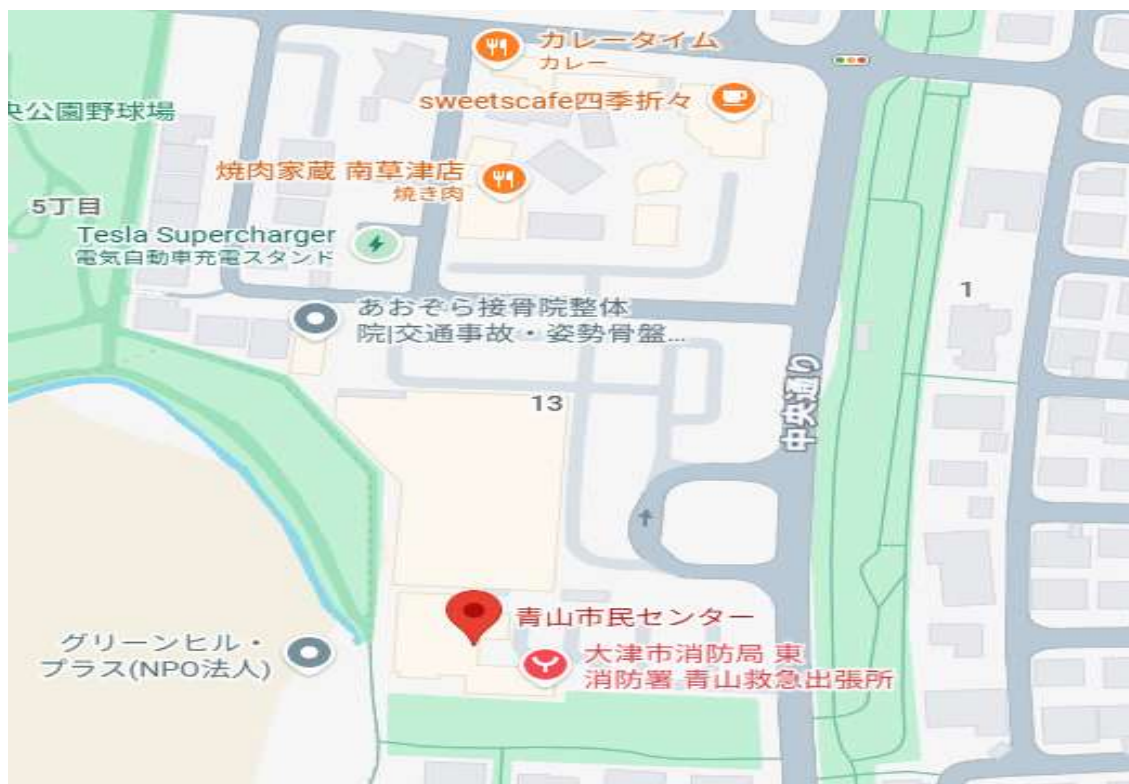 カレータイム
カレー
sweetscafe四季折々
央公園野球場
焼肉家蔵 南草津店
焼き肉
5丁目
Tesla Supercharger
電気自動車充電スタンド
1
あおぞら接骨院整体
院|交通事故・姿勢骨盤...
中央通り
13
青山市民センター
グリーンヒル・
プラス(NPO法人)
大津市消防局 東
消防署 青山救急出張所